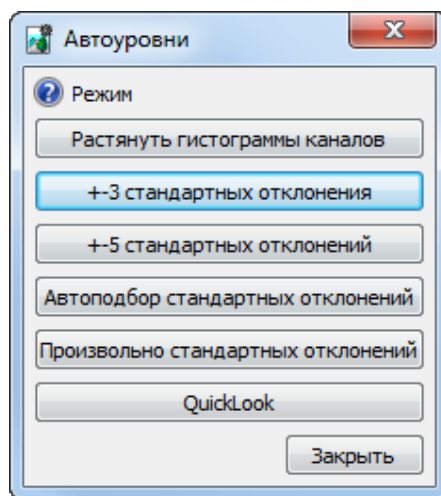 Автоуровни
Режим
Растянуть гистограммы каналов
+-3 стандартных отклонения
+-5 стандартных отклонений
Автоподбор стандартных отклонений
Произвольно стандартных отклонений
QuickLook
Закрыть